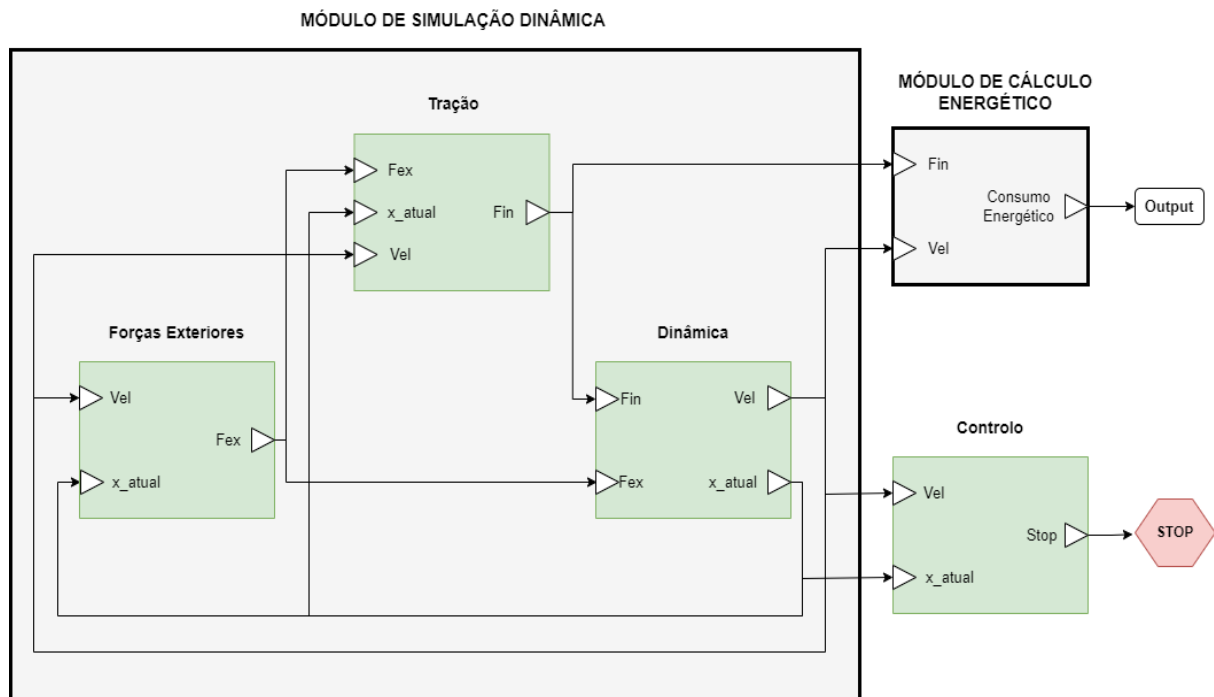 MÓDULO DE SIMULAÇÃO DINÂMICA
MÓDULO DE CÁLCULO
ENERGÉTICO
Tração
Fex
x_atual
Vel
Fin
Fin
Vel
Consumo
Energético
Output
Forças Exteriores
Vel
x_atual
Fex
Dinâmica
Fin
Fex
Vel
x_atual
Controlo
Vel
x_atual
Stop
STOP